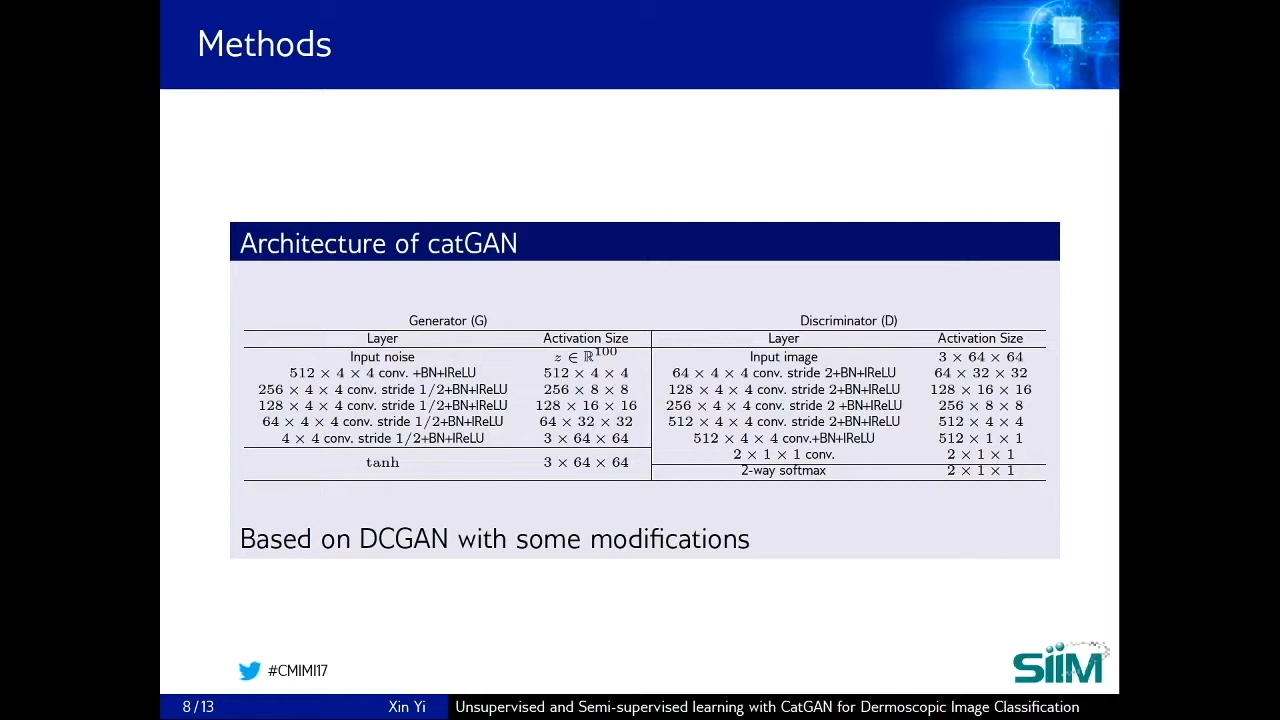 Methods
Architecture of catGAN
Generator (G) Discriminator (D)
Layer Activation Size Layer Activation Size
Input noise z ∈ ℝ¹⁰⁰ Input image 3 × 64 × 64
512 × 4 × 4 conv. +BN+lReLU 512 × 4 × 4 64 × 4 × 4 conv. stride 2+BN+lReLU 64 × 32 × 32
256 × 4 × 4 conv. stride 1/2+BN+lReLU 256 × 8 × 8 128 × 4 × 4 conv. stride 2+BN+lReLU 128 × 16 × 16
128 × 4 × 4 conv. stride 1/2+BN+lReLU 128 × 16 × 16 256 × 4 × 4 conv. stride 2 +BN+lReLU 256 × 8 × 8
64 × 4 × 4 conv. stride 1/2+BN+lReLU 64 × 32 × 32 512 × 4 × 4 conv. stride 2+BN+lReLU 512 × 4 × 4
4 × 4 conv. stride 1/2+BN+lReLU 3 × 64 × 64 512 × 4 × 4 conv.+BN+lReLU 512 × 1 × 1
2 × 1 × 1 conv. 2 × 1 × 1
tanh 3 × 64 × 64
2-way softmax 2 × 1 × 1
Based on DCGAN with some modifications
#CMIMI17
SiiM
8 / 13 Xin Yi Unsupervised and Semi-supervised learning with CatGAN for Dermoscopic Image Classification